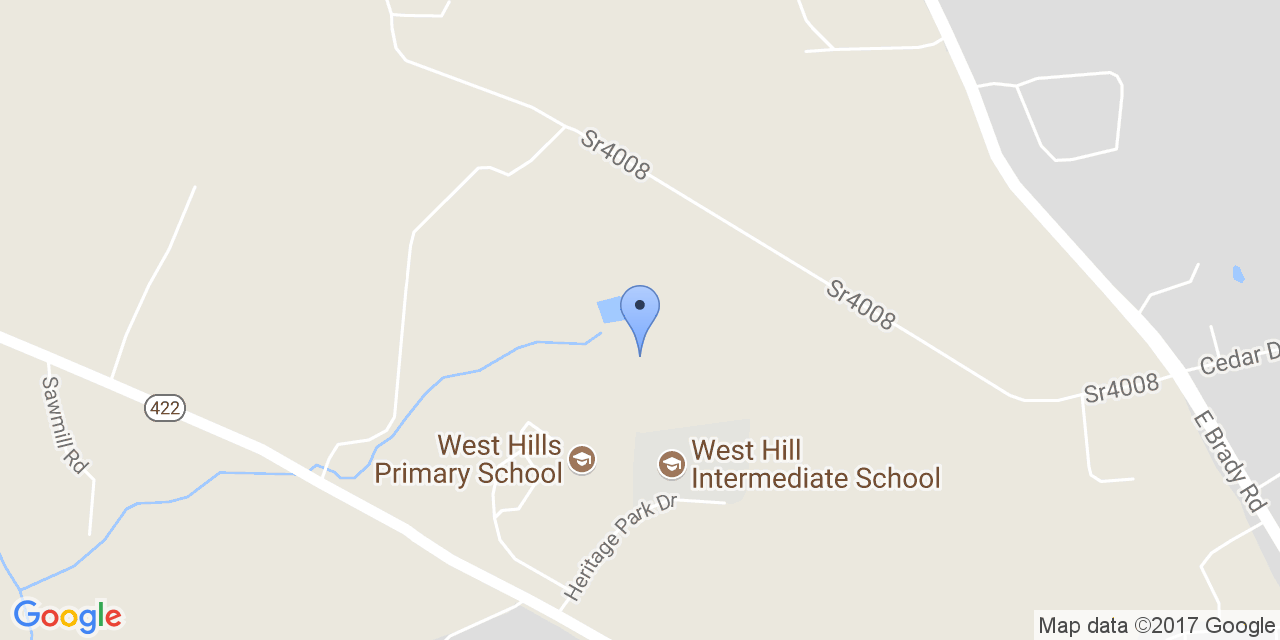 Sr4008
Sr4008
Sr4008
Cedar D
Sawmill Rd
422
E Brady Rd
West Hills
Primary School
West Hill
Intermediate School
Heritage Park Dr
Google
Map data ©2017 Google